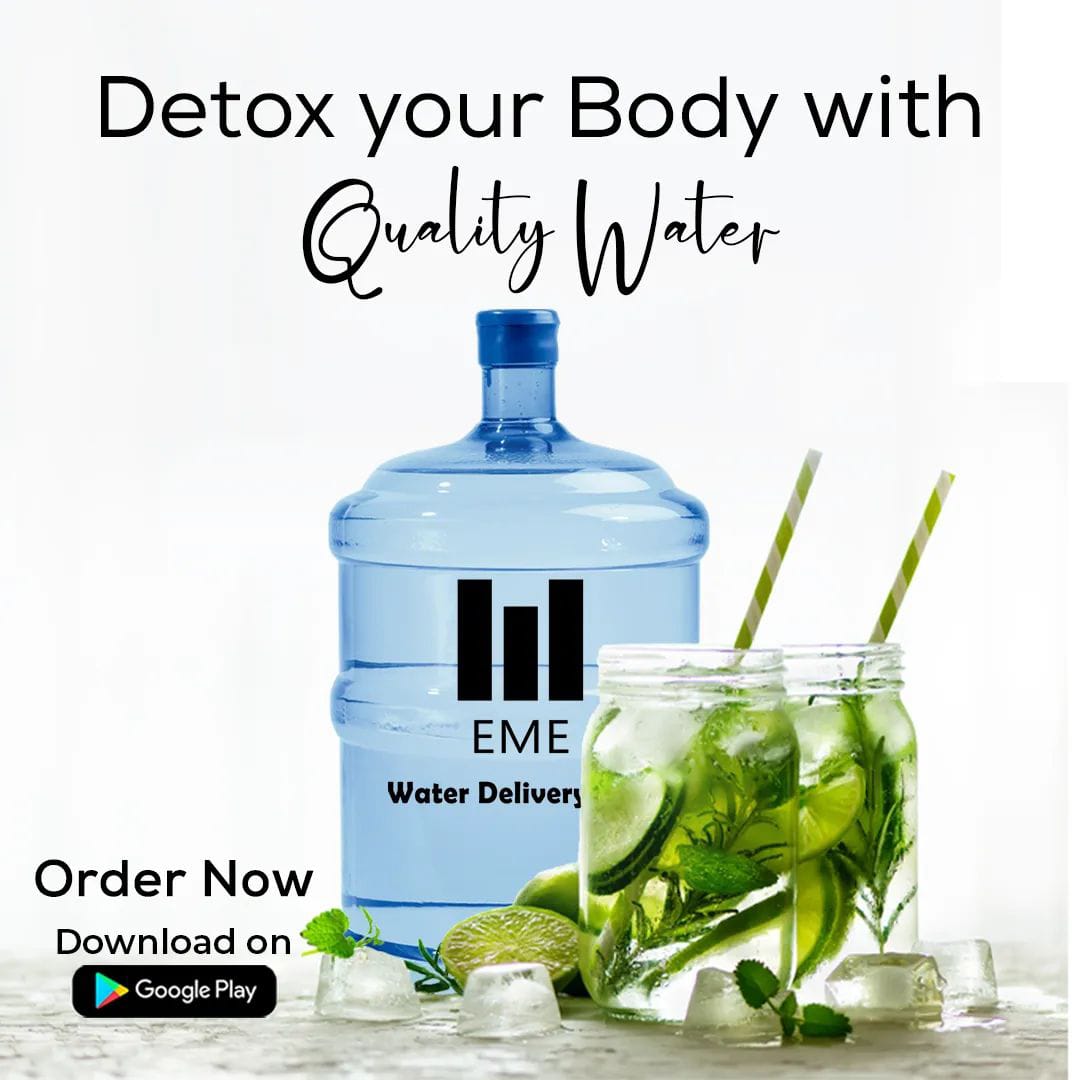 Detox your Body with
Quality Water
EME
Water Delivery
Order Now
Download on
Google Play